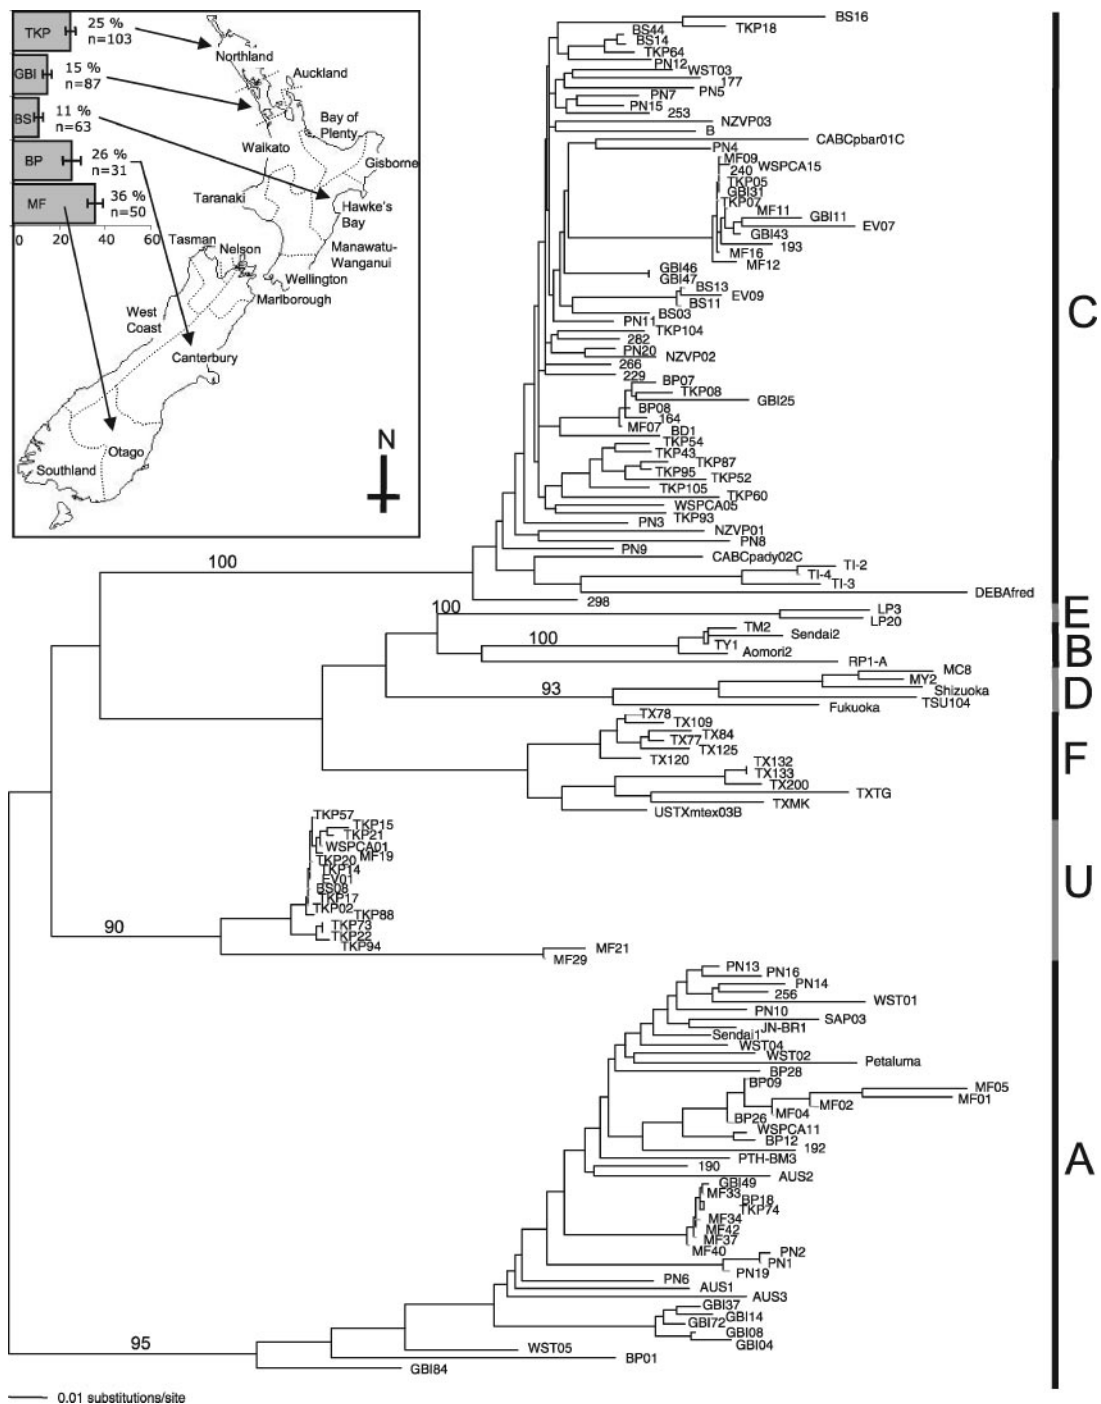 TKP
25 %
n=103
GBI
15 %
n=87
BS
11 %
n=63
BP
26 %
n=31
MF
36 %
n=50
0 20 40 60
Northland
Auckland
Bay of
Plenty
Waikato
Gisborne
Taranaki
Hawke's
Bay
Manawatu-
Wanganui
Tasman
Nelson
Wellington
Marlborough
West
Coast
Canterbury
Otago
Southland
N
BS16
TKP18
BS44
BS14
TKP64
PN12
WST03
177
PN5
PN7
PN15
253
NZVP03
B
CABCpbar01C
PN4
MF09
WSPCA15
240
TKP05
GBI31
TKP07
MF11
GBI11
EV07
GBI43
193
MF16
MF12
GBI46
GBI47
BS13
EV09
BS11
BS03
PN11
TKP104
282
PN20
NZVP02
266
229
BP07
TKP08
GBI25
BP08
164
MF07
BD1
TKP54
TKP43
TKP87
TKP95
TKP52
TKP105
TKP60
WSPCA05
TKP93
PN3
NZVP01
PN8
PN9
CABCpady02C
TI-2
TI-4
TI-3
DEBAfred
298
100
C
LP3
LP20
100
E
TM2
Sendai2
TY1
Aomori2
RP1-A
100
B
MC8
MY2
Shizuoka
TSU104
Fukuoka
93
D
TX78
TX109
TX84
TX77
TX125
TX120
TX132
TX133
TX200
TXTG
TXMK
USTXmtex03B
F
TKP57
TKP15
TKP21
WSPCA01
MF19
TKP20
TKP14
EV01
BS08
TKP17
TKP02
TKP88
TKP73
TKP22
TKP94
MF21
MF29
90
U
PN13
PN16
PN14
256
WST01
PN10
SAP03
JN-BR1
Sendai1
WST04
WST02
Petaluma
BP28
BP09
MF05
MF01
MF02
MF04
BP26
WSPCA11
BP12
192
PTH-BM3
190
AUS2
GBI49
MF33
BP18
TKP74
MF34
MF42
MF37
MF40
PN2
PN1
PN19
PN6
AUS1
AUS3
GBI37
GBI14
GBI72
GBI08
GBI04
WST05
BP01
GBI84
95
A
0.01 substitutions/site